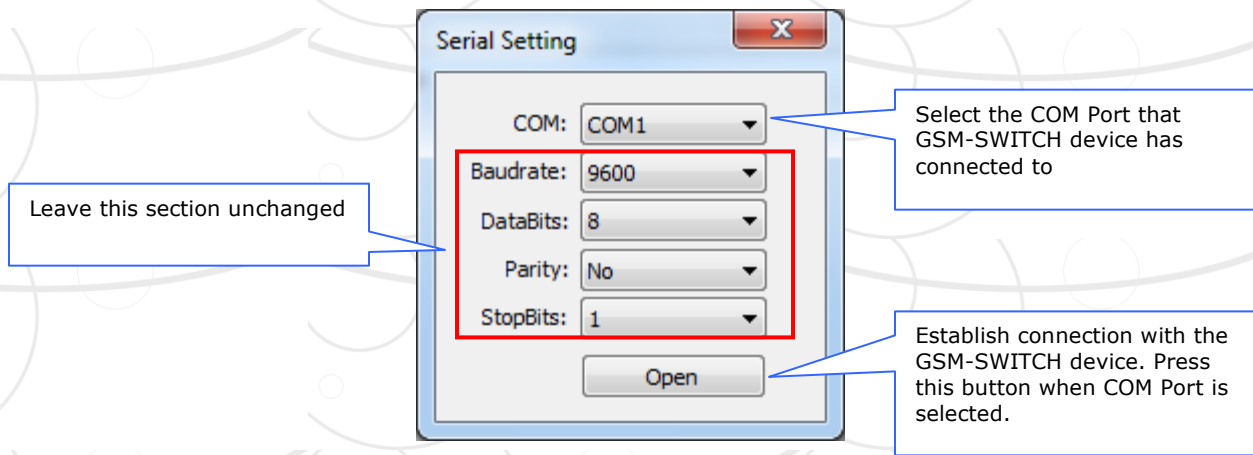 Serial Setting
COM: COM1
Baudrate: 9600
DataBits: 8
Parity: No
StopBits: 1
Open
Select the COM Port that
GSM-SWITCH device has
connected to
Leave this section unchanged
Establish connection with the
GSM-SWITCH device. Press
this button when COM Port is
selected.